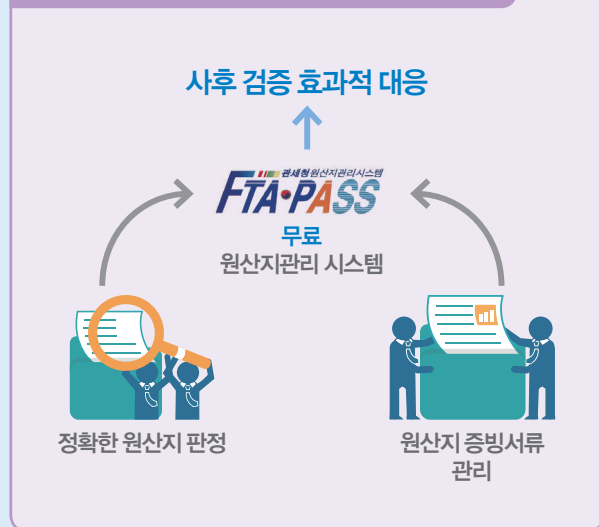 사후 검증 효과적 대응
관세청원산지관리시스템
FTA•PASS
무료
원산지관리 시스템
정확한 원산지 판정
원산지 증빙서류
관리